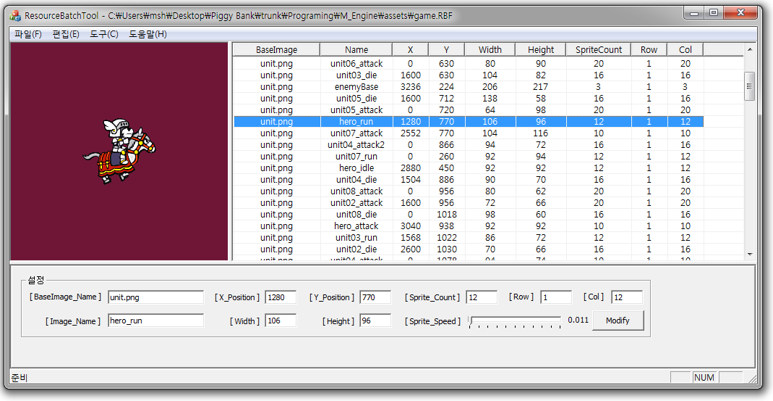 ResourceBatchTool - C:₩Users₩msh₩Desktop₩Piggy Bank₩trunk₩Programing₩M_Engine₩assets₩game.RBF
파일(F) 편집(E) 도구(C) 도움말(H)
BaseImage Name X Y Width Height SpriteCount Row Col
unit.png unit06_attack 0 630 80 90 20 1 20
unit.png unit03_die 1600 630 104 82 16 1 16
unit.png enemyBase 3236 224 206 217 3 1 3
unit.png unit05_die 1600 712 138 58 16 1 16
unit.png unit05_attack 0 720 64 98 20 1 20
unit.png hero_run 1280 770 106 96 12 1 12
unit.png unit07_attack 2552 770 104 116 10 1 10
unit.png unit04_attack2 0 866 94 72 16 1 16
unit.png unit07_run 0 260 92 94 12 1 12
unit.png hero_idle 2880 450 92 92 12 1 12
unit.png unit04_die 1504 886 90 70 16 1 16
unit.png unit08_attack 0 956 80 62 20 1 20
unit.png unit02_attack 1600 956 72 66 20 1 20
unit.png unit08_die 0 1018 98 60 16 1 16
unit.png hero_attack 3040 938 92 92 10 1 10
unit.png unit03_run 1568 1022 86 72 12 1 12
unit.png unit02_die 2600 1030 70 66 16 1 16
unit.png unit04_attack 0 1078 94 74 16 1 16
설정
[ BaseImage_Name ] unit.png [ X_Position ] 1280 [ Y_Position ] 770 [ Sprite_Count ] 12 [ Row ] 1 [ Col ] 12
[ Image_Name ] hero_run [ Width ] 106 [ Height ] 96 [ Sprite_Speed ] 0.011 Modify
준비 NUM